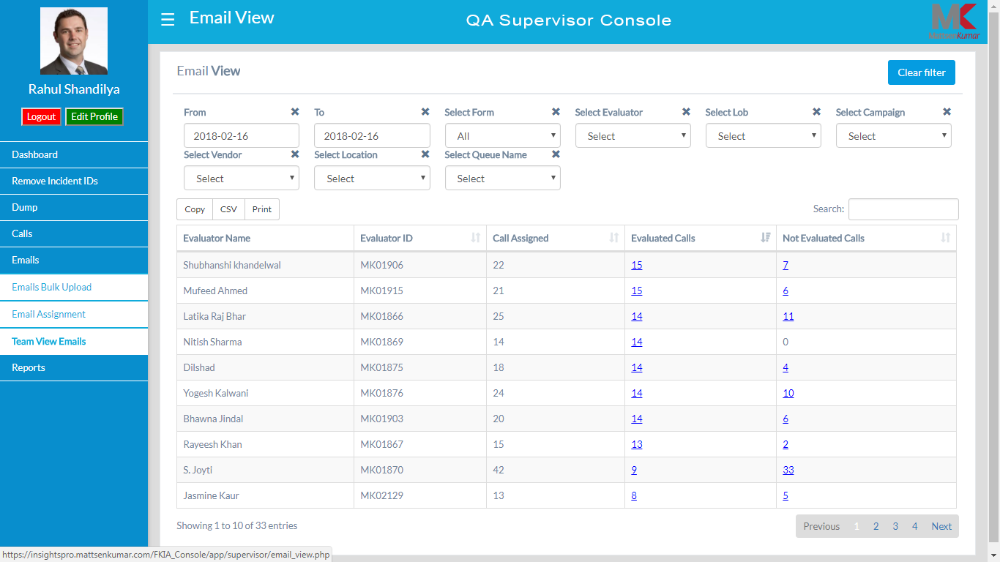 ☰ Email View QA Supervisor Console MK
MattsenKumar
Rahul Shandilya
Logout Edit Profile
Dashboard
Remove Incident IDs
Dump
Calls
Emails
Emails Bulk Upload
Email Assignment
Team View Emails
Reports
Email View Clear filter
From ✖ To ✖ Select Form ✖ Select Evaluator ✖ Select Lob ✖ Select Campaign ✖
2018-02-16 2018-02-16 All Select Select Select
Select Vendor ✖ Select Location ✖ Select Queue Name ✖
Select Select Select
Copy CSV Print Search:
Evaluator Name Evaluator ID Call Assigned Evaluated Calls Not Evaluated Calls
Shubhanshi khandelwal MK01906 22 15 7
Mufeed Ahmed MK01915 21 15 6
Latika Raj Bhar MK01866 25 14 11
Nitish Sharma MK01869 14 14 0
Dilshad MK01875 18 14 4
Yogesh Kalwani MK01876 24 14 10
Bhawna Jindal MK01903 20 14 6
Rayeesh Khan MK01867 15 13 2
S. Joyti MK01870 42 9 33
Jasmine Kaur MK02129 13 8 5
Showing 1 to 10 of 33 entries Previous 1 2 3 4 Next
https://insightspro.mattsenkumar.com/FKIA_Console/app/supervisor/email_view.php